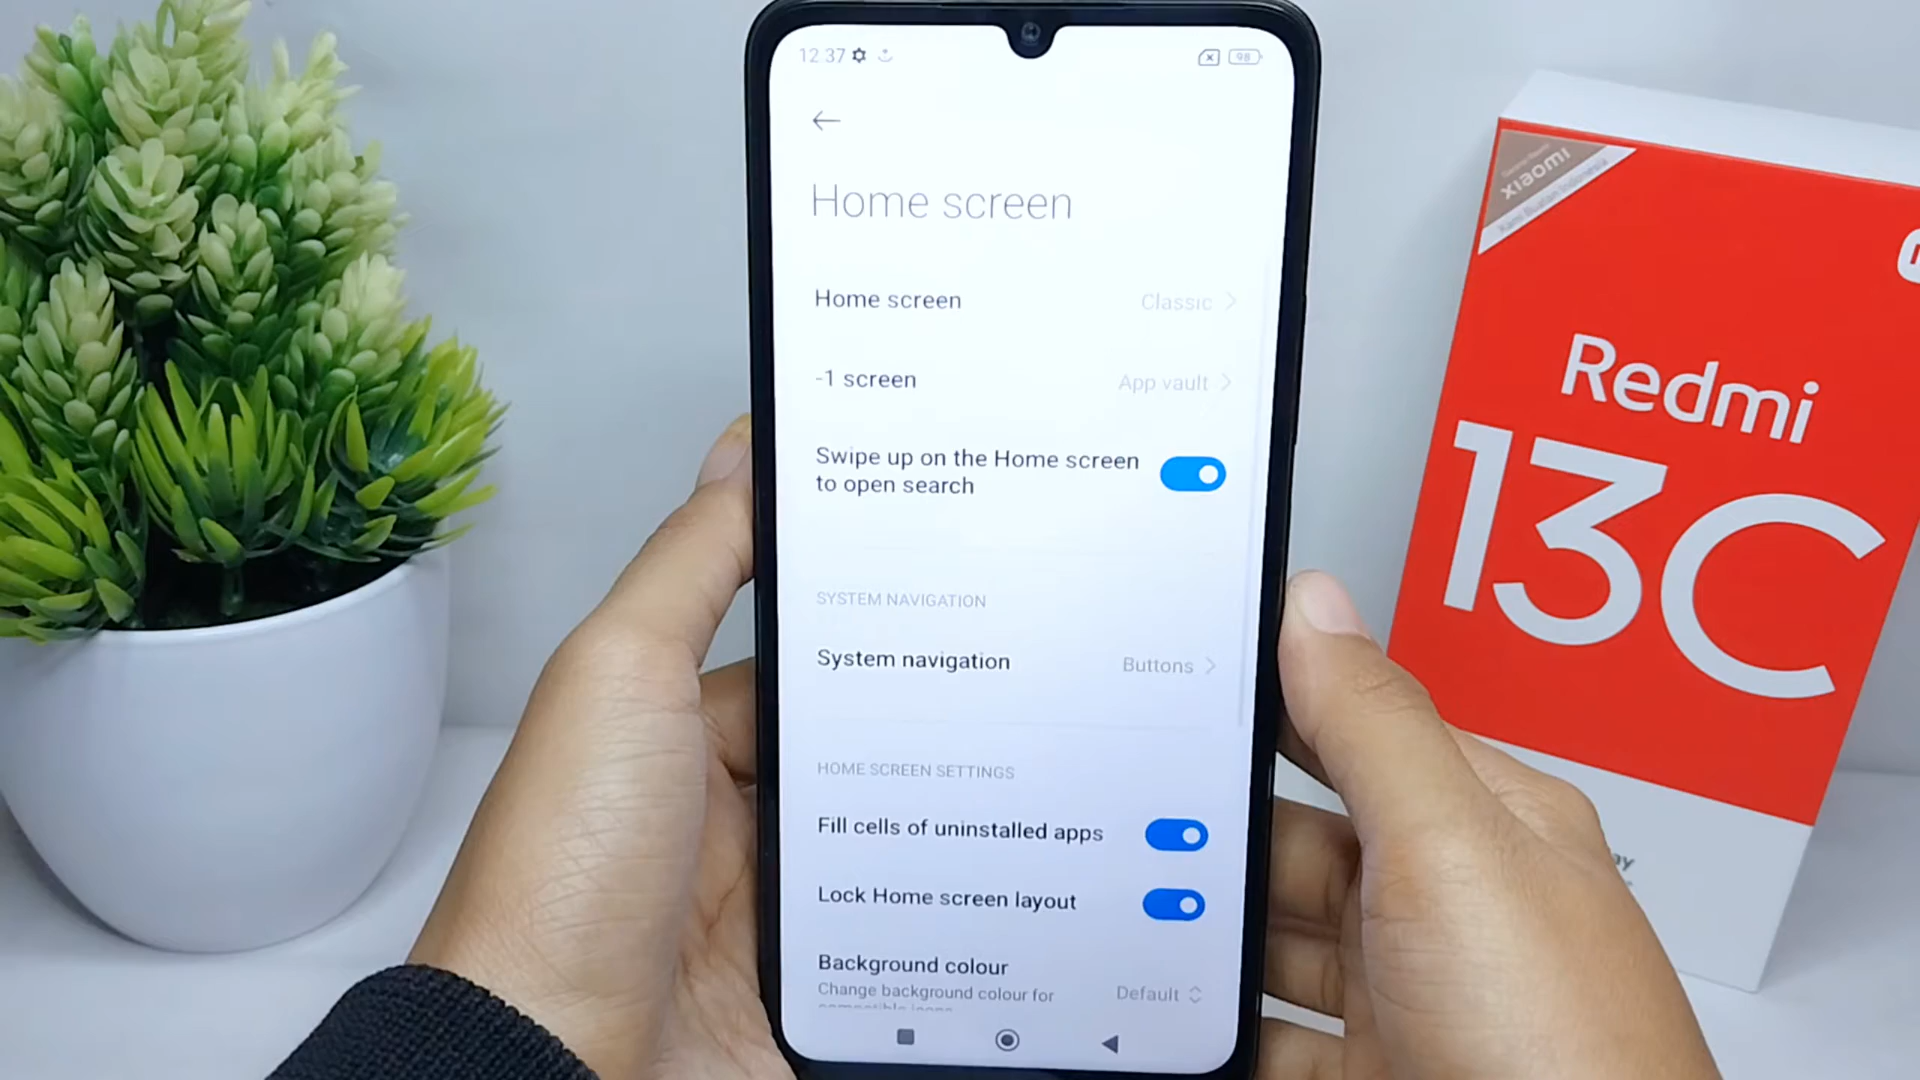 12.37
98
Home screen
Home screen Classic
-1 screen App vault
Swipe up on the Home screen
to open search
SYSTEM NAVIGATION
System navigation Buttons
HOME SCREEN SETTINGS
Fill cells of uninstalled apps
Lock Home screen layout
Background colour
Change background colour for
Default
xiaomi
Redmi
13C